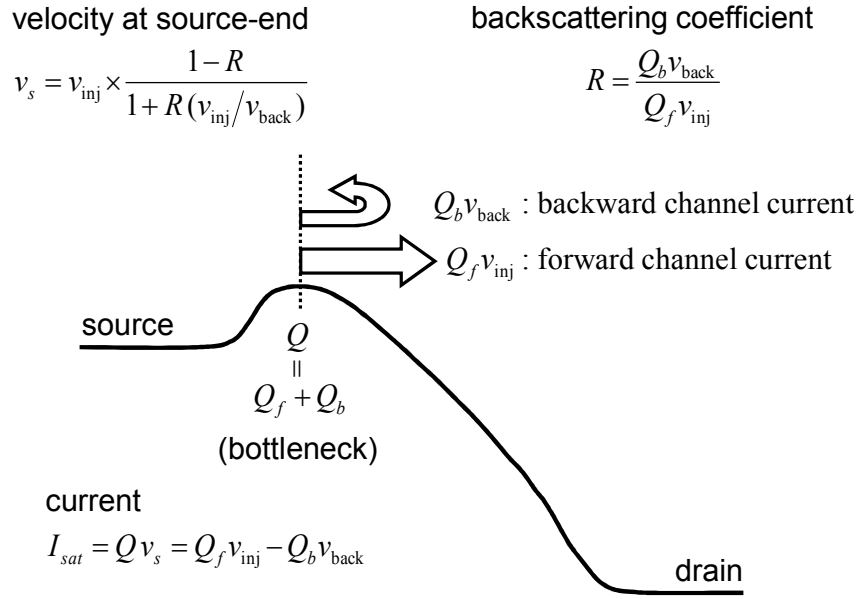 velocity at source-end
v_s = v_inj × (1 − R) / (1 + R(v_inj/v_back))
backscattering coefficient
R = Q_b v_back / Q_f v_inj
Q_b v_back : backward channel current
Q_f v_inj : forward channel current
source
Q
=
Q_f + Q_b
(bottleneck)
current
I_sat = Q v_s = Q_f v_inj − Q_b v_back
drain